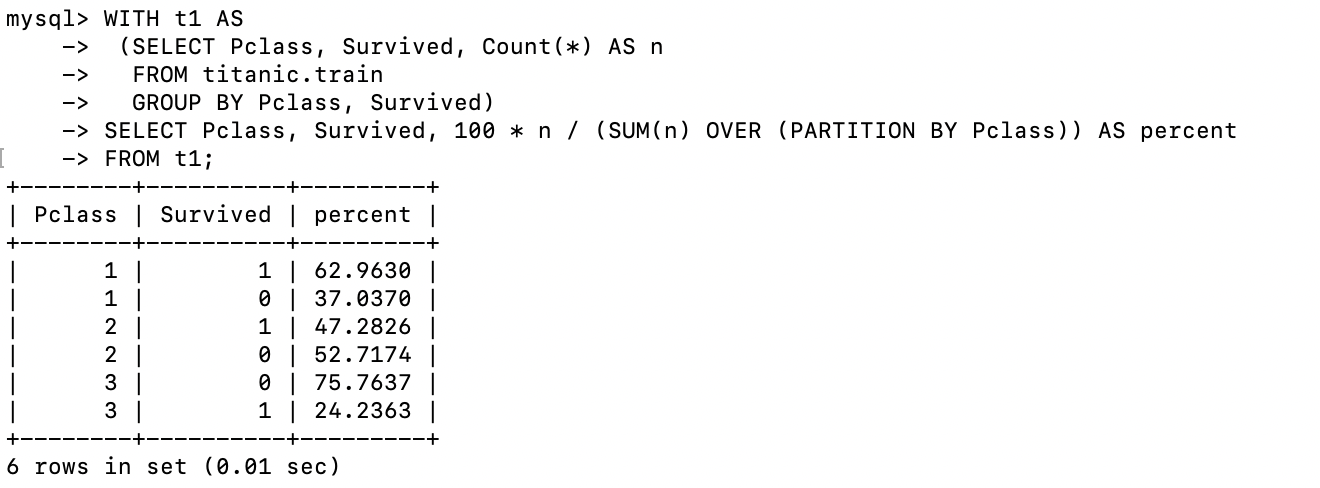 mysql> WITH t1 AS
    ->  (SELECT Pclass, Survived, Count(*) AS n
    ->   FROM titanic.train
    ->   GROUP BY Pclass, Survived)
    -> SELECT Pclass, Survived, 100 * n / (SUM(n) OVER (PARTITION BY Pclass)) AS percent
[    -> FROM t1;
+--------+----------+---------+
| Pclass | Survived | percent |
+--------+----------+---------+
|      1 |        1 | 62.9630 |
|      1 |        0 | 37.0370 |
|      2 |        1 | 47.2826 |
|      2 |        0 | 52.7174 |
|      3 |        0 | 75.7637 |
|      3 |        1 | 24.2363 |
+--------+----------+---------+
6 rows in set (0.01 sec)